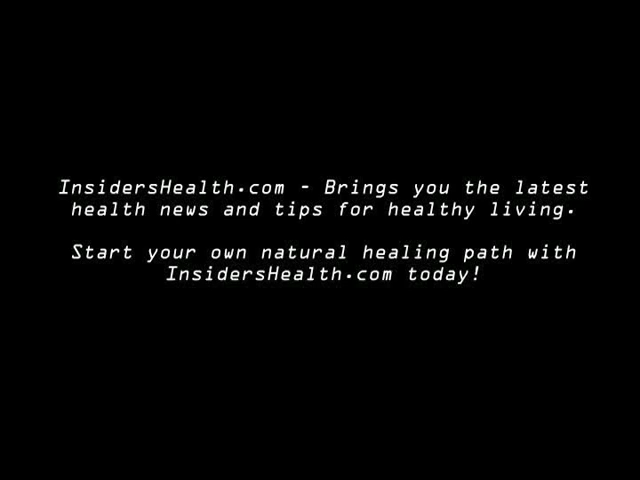 InsidersHealth.com - Brings you the latest
health news and tips for healthy living.
Start your own natural healing path with
InsidersHealth.com today!